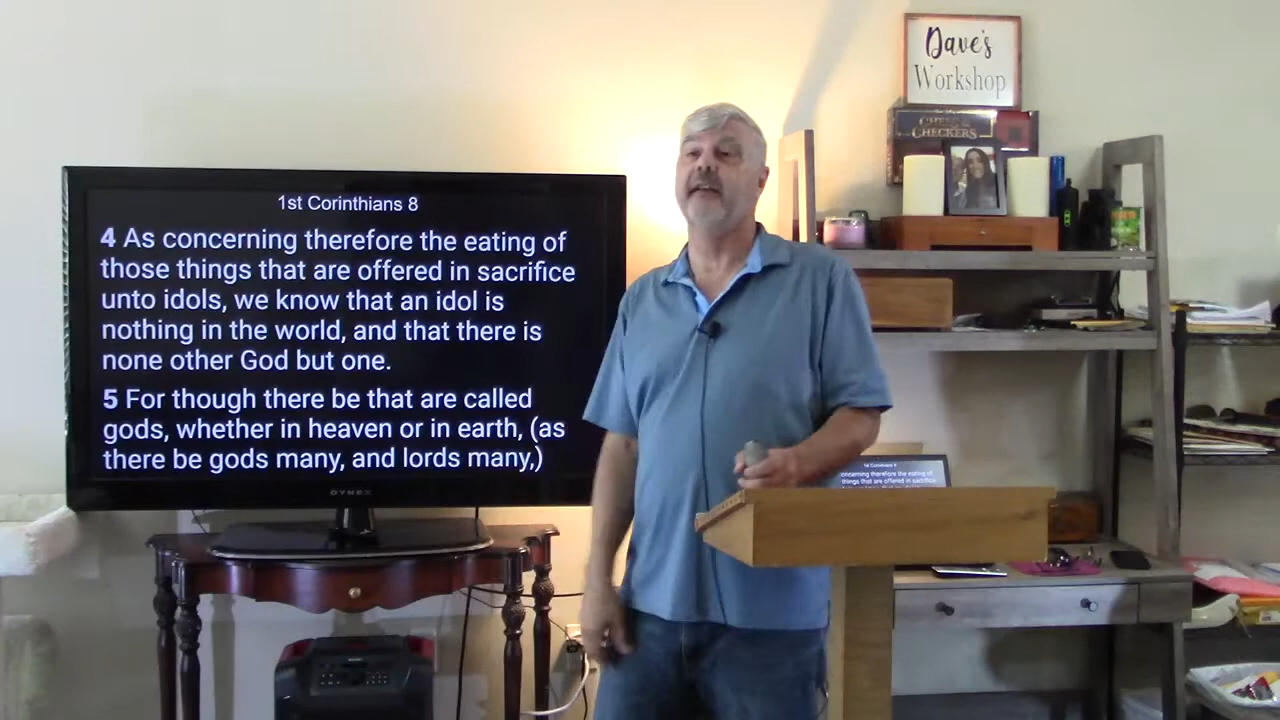 Dave's
Workshop
CHESS &
CHECKERS
1st Corinthians 8
4 As concerning therefore the eating of
those things that are offered in sacrifice
unto idols, we know that an idol is
nothing in the world, and that there is
none other God but one.
5 For though there be that are called
gods, whether in heaven or in earth, (as
there be gods many, and lords many,)
DYNEX
1st Corinthians 8
concerning therefore the eating of
things that are offered in sacrifice